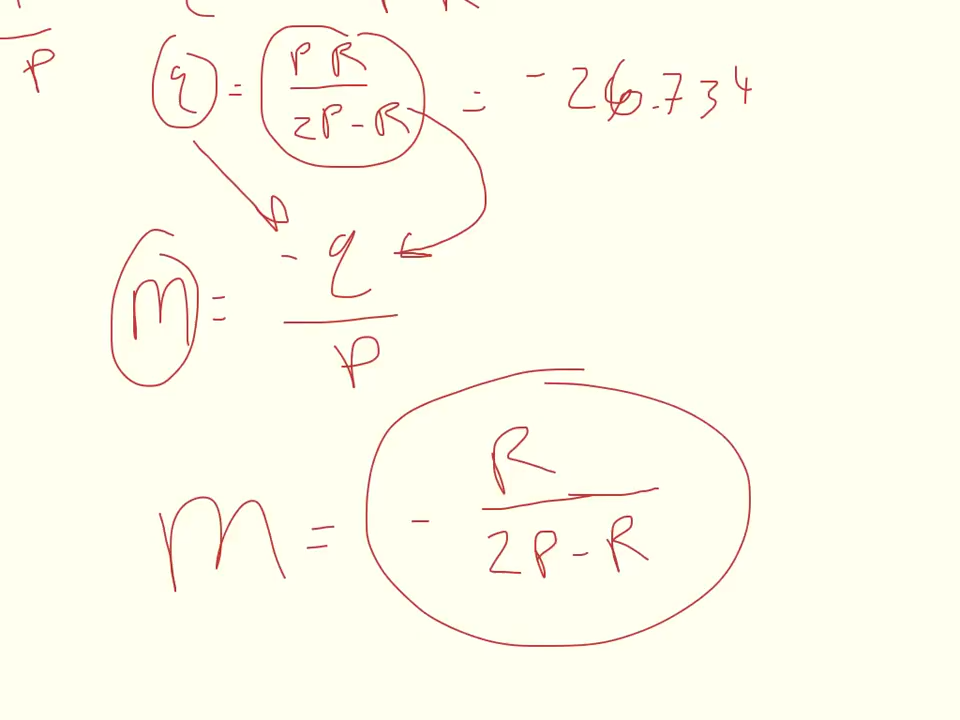 P
q = PR / 2P - R = -26.734
m = -q / p
m = - R / 2P - R